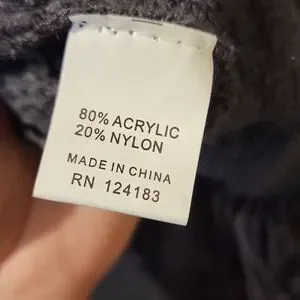 80% ACRYLIC
20% NYLON
MADE IN CHINA
RN 124183